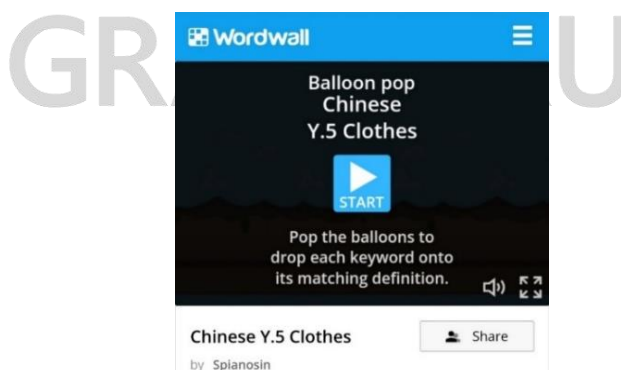 Wordwall
Balloon pop
Chinese
Y.5 Clothes
START
Pop the balloons to
drop each keyword onto
its matching definition.
Chinese Y.5 Clothes
Share
by Spianosin